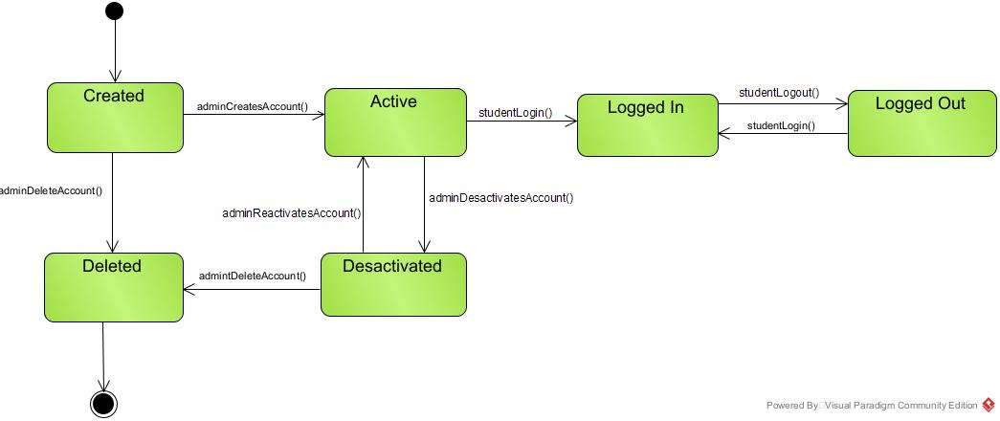 Created
adminCreatesAccount()
Active
studentLogin()
Logged In
studentLogout()
Logged Out
studentLogin()
adminDeleteAccount()
adminReactivatesAccount()
adminDesactivatesAccount()
Deleted
admintDeleteAccount()
Desactivated
Powered By Visual Paradigm Community Edition